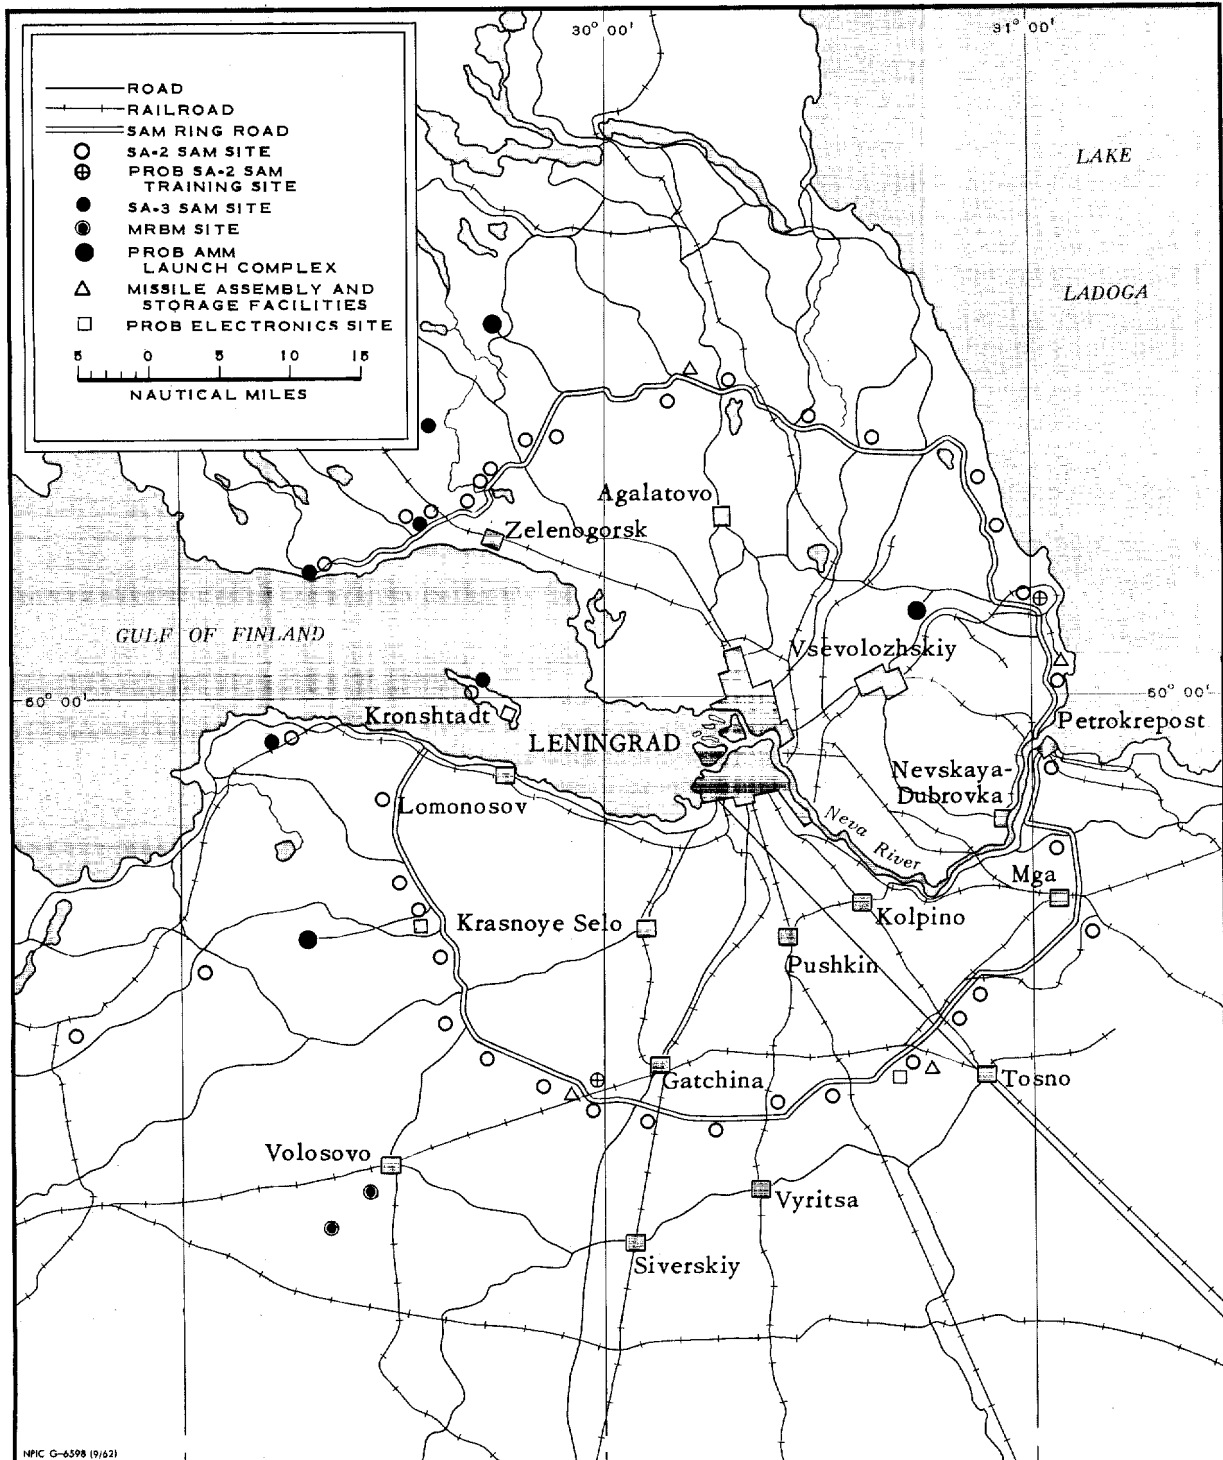 30° 00'
31° 00'
ROAD
RAILROAD
SAM RING ROAD
SA-2 SAM SITE
PROB SA-2 SAM
TRAINING SITE
SA-3 SAM SITE
MRBM SITE
PROB AMM
LAUNCH COMPLEX
MISSILE ASSEMBLY AND
STORAGE FACILITIES
PROB ELECTRONICS SITE
5 0 5 10 15
NAUTICAL MILES
LAKE
LADOGA
Agalatovo
Zelenogorsk
GULF OF FINLAND
Vsevolozhskiy
60° 00'
60° 00'
Kronshtadt
LENINGRAD
Petrokrepost
Nevskaya-
Dubrovka
Lomonosov
Neva River
Mga
Krasnoye Selo
Kolpino
Pushkin
Gatchina
Tosno
Volosovo
Vyritsa
Siverskiy
NPIC G-6598 (9/62)